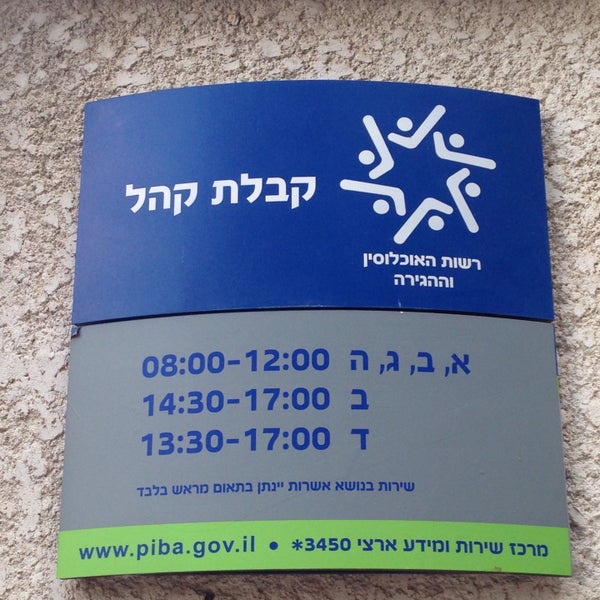 קבלת קהל
רשות האוכלוסין
וההגירה
א, ב, ג, ה 08:00-12:00
ב 14:30-17:00
ד 13:30-17:00
שירות בנושא אשרות יינתן בתאום מראש בלבד
מרכז שירות ומידע ארצי 3450* • www.piba.gov.il